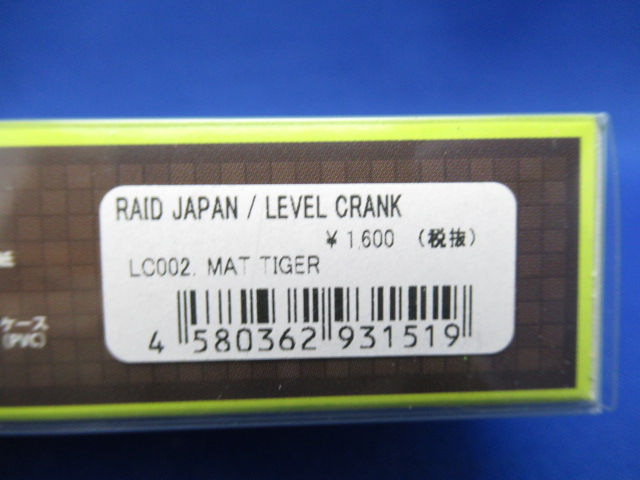 RAID JAPAN / LEVEL CRANK
¥ 1,600 (税抜)
LC002. MAT TIGER
4 580362 931519
ケース
(PVC)